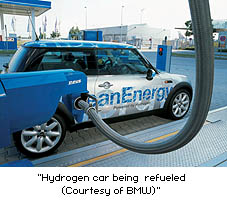 anEnergy
"Hydrogen car being refueled
(Courtesy of BMW)"